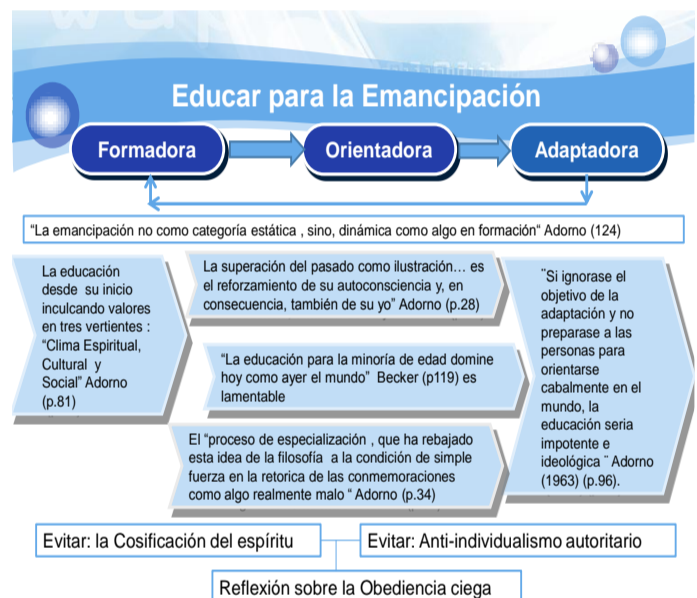 Educar para la Emancipación
Formadora
Orientadora
Adaptadora
“La emancipación no como categoría estática , sino, dinámica como algo en formación“ Adorno (124)
La educación
desde su inicio
inculcando valores
en tres vertientes :
“Clima Espiritual,
Cultural y
Social” Adorno
(p.81)
La superación del pasado como ilustración… es
el reforzamiento de su autoconsciencia y, en
consecuencia, también de su yo” Adorno (p.28)
“La educación para la minoría de edad domine
hoy como ayer el mundo” Becker (p119) es
lamentable
El “proceso de especialización , que ha rebajado
esta idea de la filosofía a la condición de simple
fuerza en la retorica de las conmemoraciones
como algo realmente malo “ Adorno (p.34)
¨Si ignorase el
objetivo de la
adaptación y no
preparase a las
personas para
orientarse
cabalmente en el
mundo, la
educación seria
impotente e
ideológica ¨ Adorno
(1963) (p.96).
Evitar: la Cosificación del espíritu
Evitar: Anti-individualismo autoritario
Reflexión sobre la Obediencia ciega